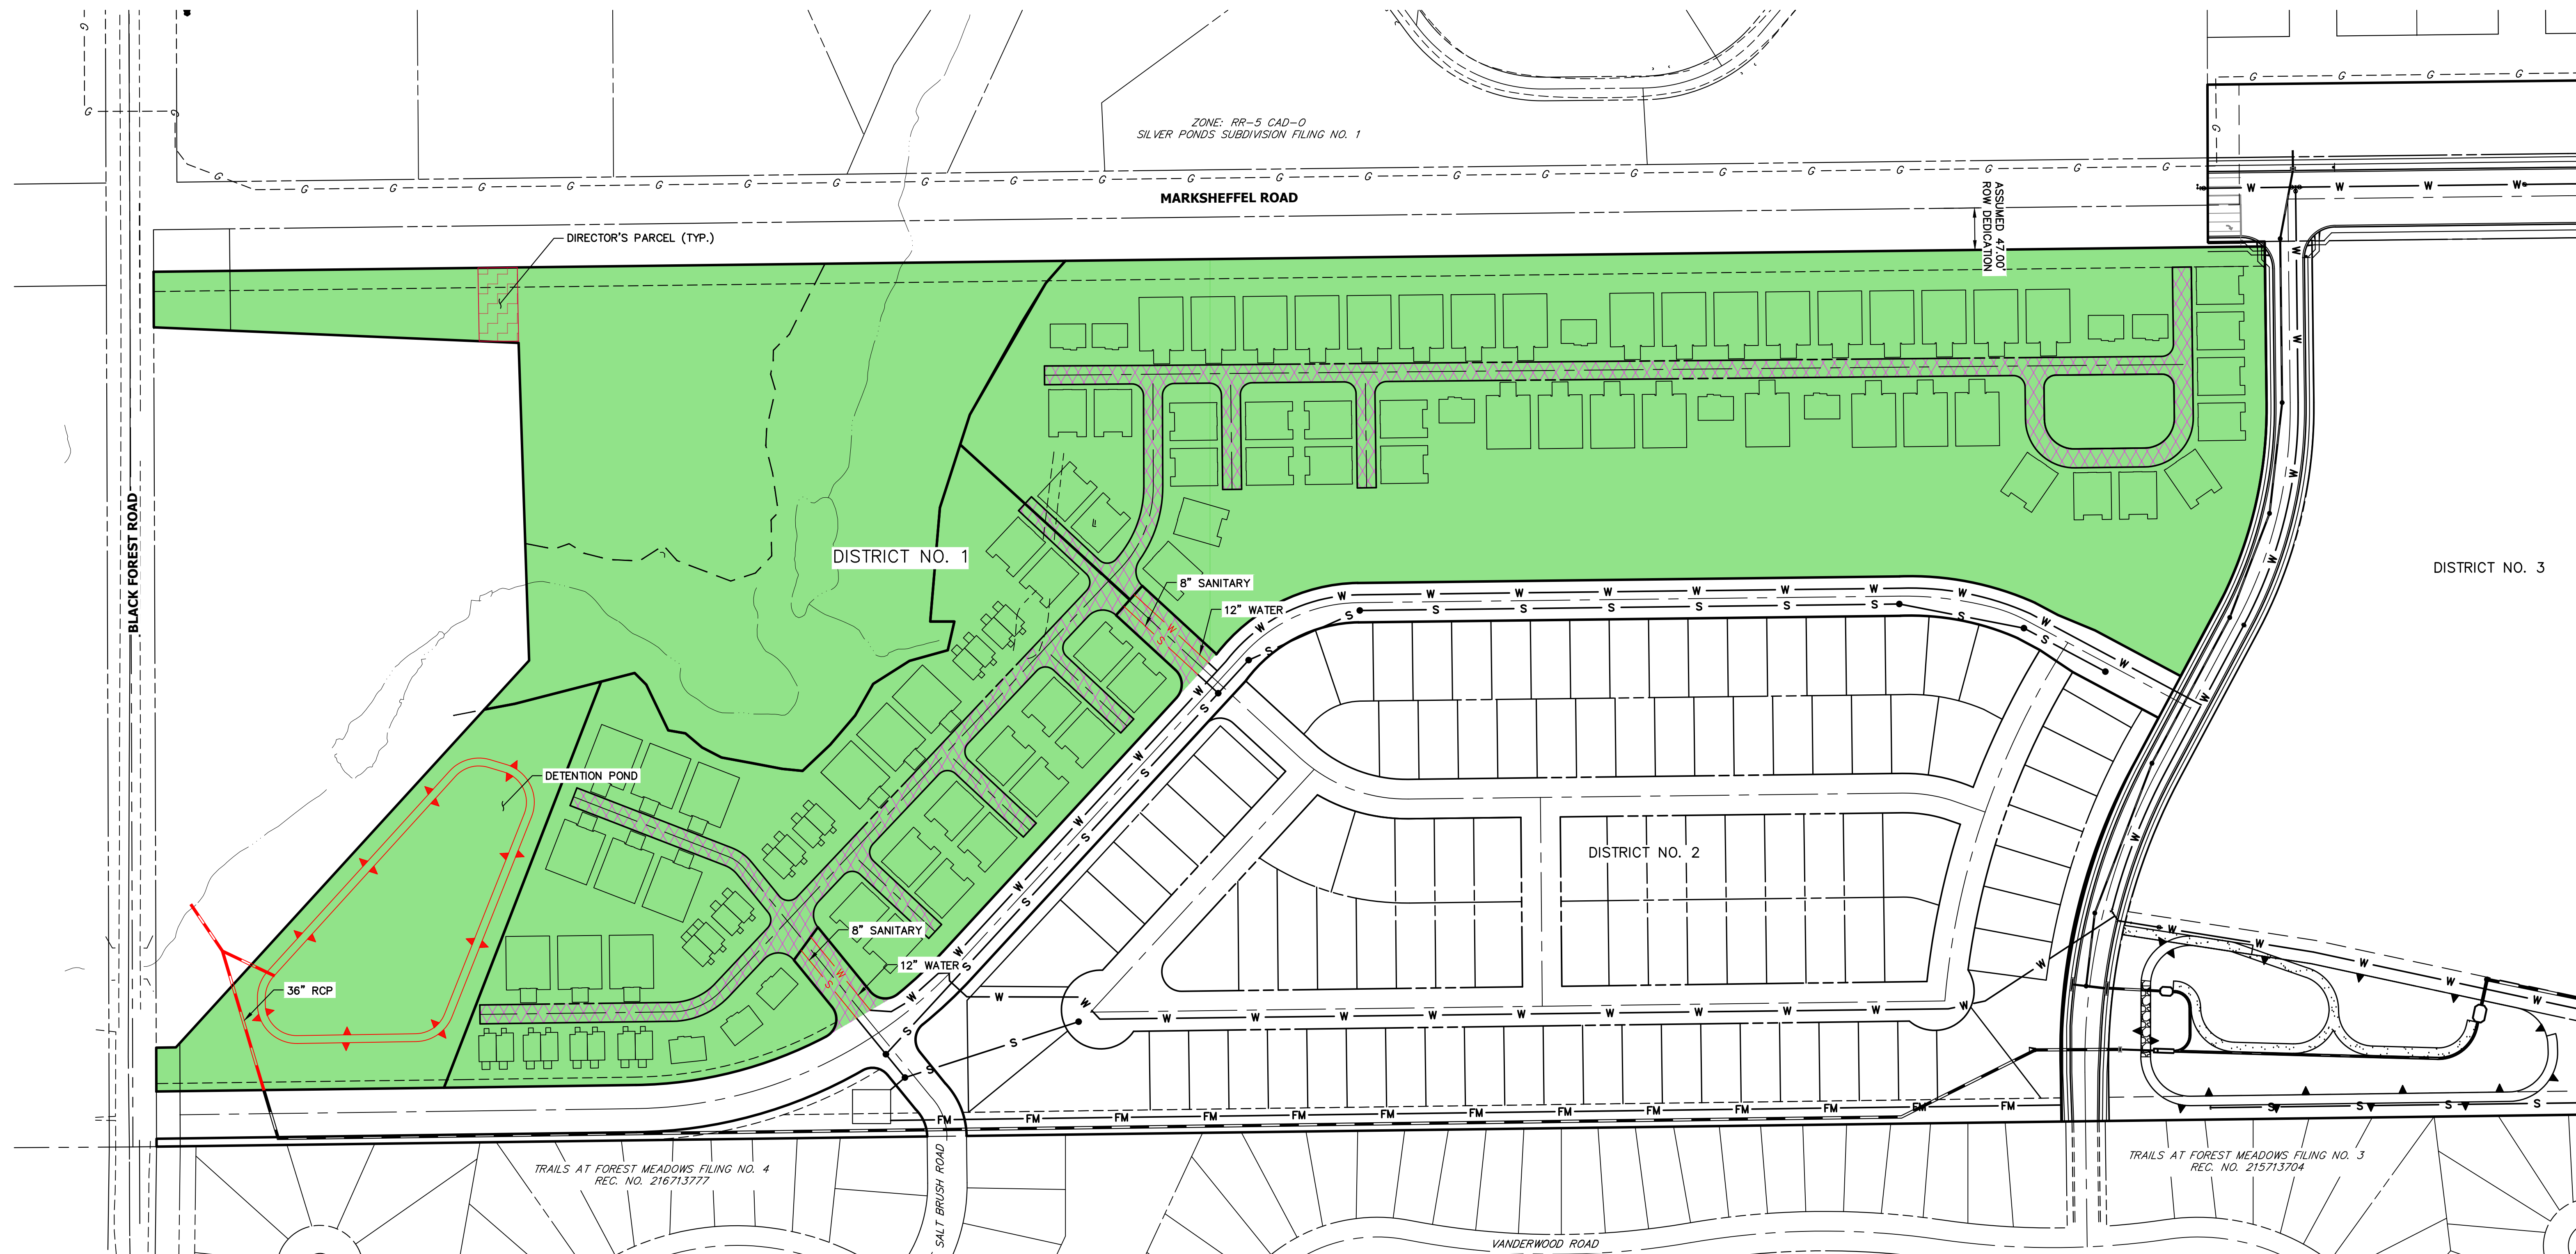 ZONE: RR-5 CAD-O
SILVER PONDS SUBDIVISION FILING NO. 1
MARKSHEFFEL ROAD
ASSUMED 47.00'
ROW DEDICATION
DIRECTOR'S PARCEL (TYP.)
BLACK FOREST ROAD
DISTRICT NO. 1
DISTRICT NO. 3
8" SANITARY
12" WATER
DETENTION POND
DISTRICT NO. 2
8" SANITARY
12" WATER
36" RCP
TRAILS AT FOREST MEADOWS FILING NO. 4
REC. NO. 216713777
SALT BRUSH ROAD
TRAILS AT FOREST MEADOWS FILING NO. 3
REC. NO. 215713704
VANDERWOOD ROAD